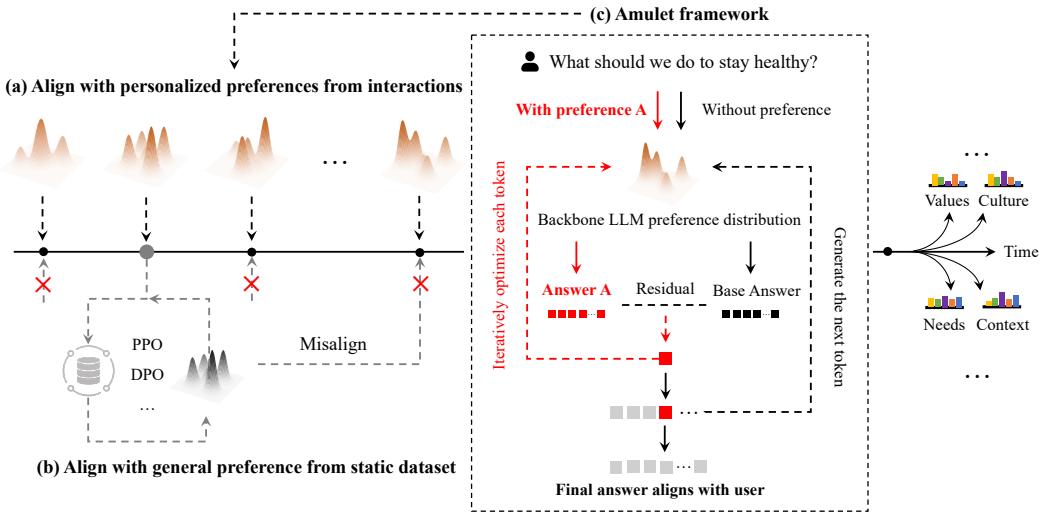 (c) Amulet framework
(a) Align with personalized preferences from interactions
...
PPO
DPO
...
Misalign
(b) Align with general preference from static dataset
What should we do to stay healthy?
With preference A
Without preference
Iteratively optimize each token
Backbone LLM preference distribution
Answer A
Residual
Base Answer
...
...
Generate the next token
...
...
Final answer aligns with user
...
Values
Culture
Time
Needs
Context
...